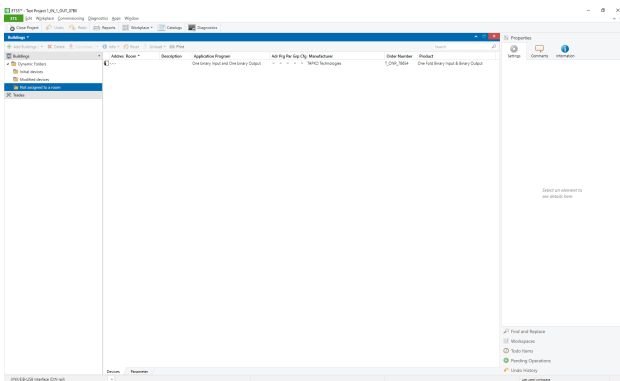 ETS5™ - Test Project 1_IN_1_OUT_0788
ETS Edit Workplace Commissioning Diagnostics Apps Window
Close Project Undo Redo Reports Workplace Catalogs Diagnostics
Buildings
Add Buildings Delete Download Info Reset Unload Print Search
Buildings
Dynamic Folders
Initial devices
Modified devices
Not assigned to a room
Trades
Address Room Description Application Program Adr Prg Par Grp Cfg Manufacturer Order Number Product
-.-.- One Binary Input and One Binary Output - - - - - TAPKO Technologies One Fold Binary Input & Binary Output
Devices Parameter
Properties
Settings Comments Information
Select an element to
see details here
Find and Replace
Workspaces
Todo Items
Pending Operations
Undo History